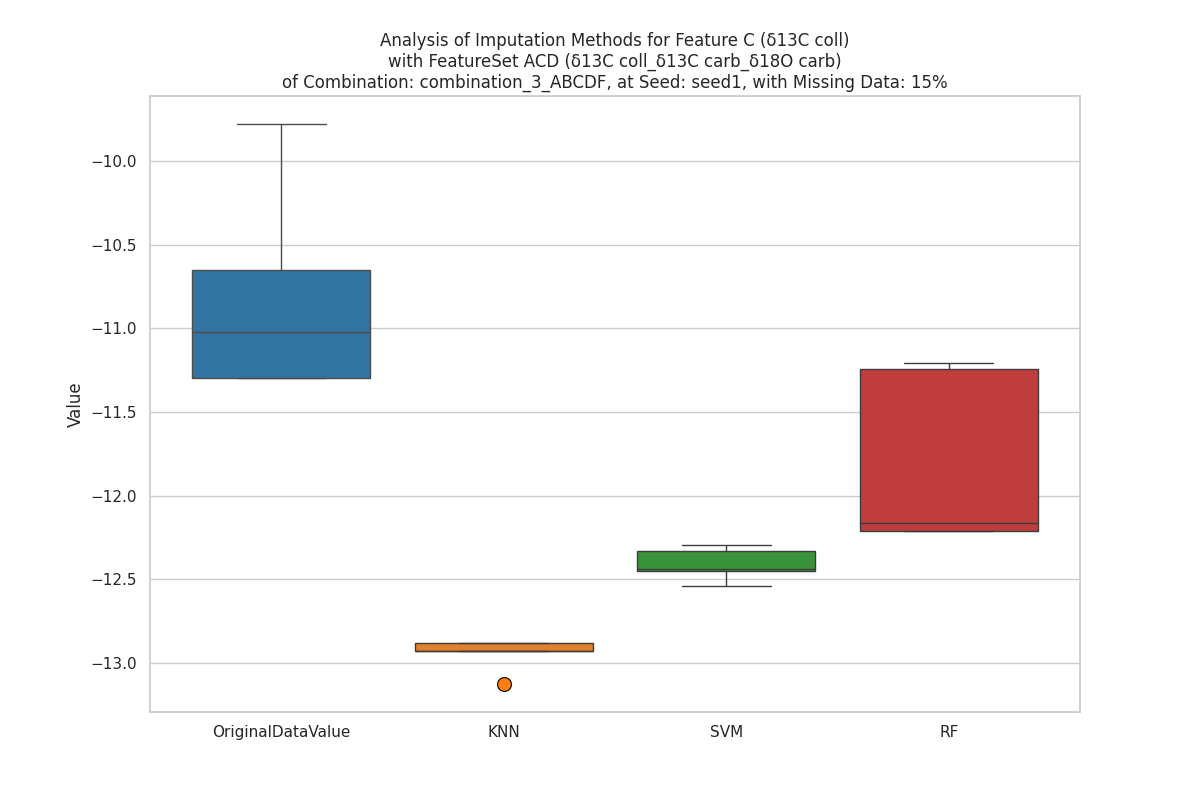 Analysis of Imputation Methods for Feature C (δ13C coll)
with FeatureSet ACD (δ13C coll_δ13C carb_δ18O carb)
of Combination: combination_3_ABCDF, at Seed: seed1, with Missing Data: 15%
Value
−10.0
−10.5
−11.0
−11.5
−12.0
−12.5
−13.0
OriginalDataValue
KNN
SVM
RF